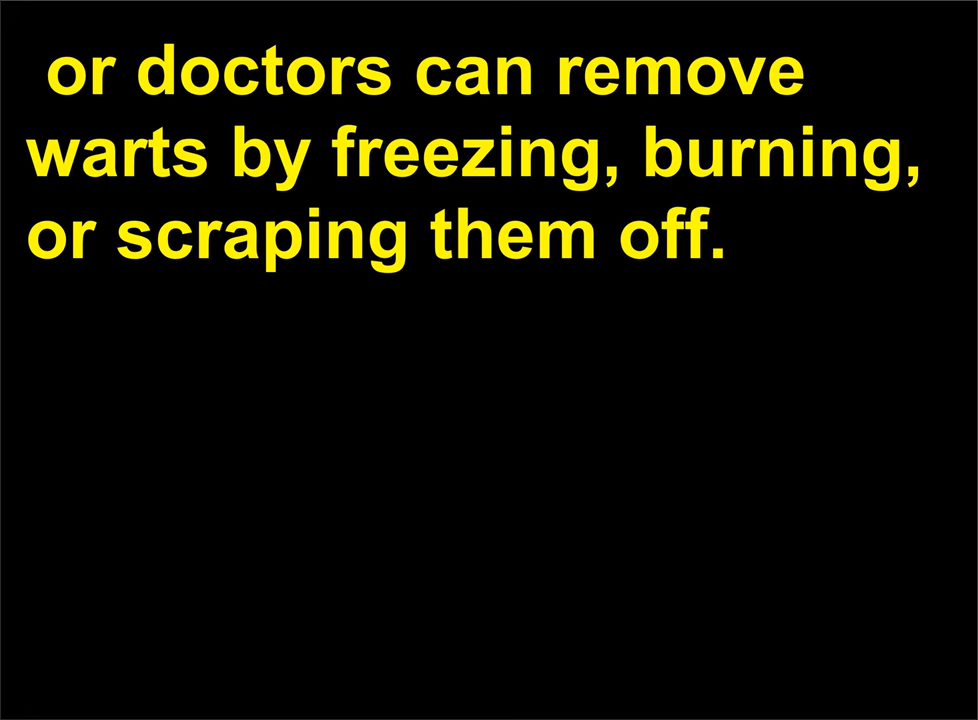 or doctors can remove
warts by freezing, burning,
or scraping them off.